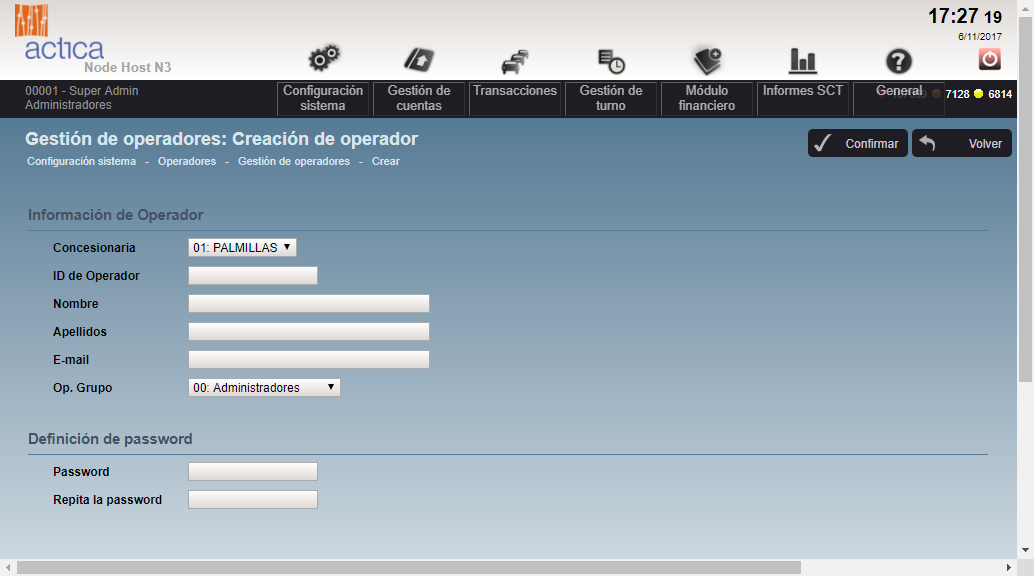 17:27 19
6/11/2017
actica
Node Host N3
00001 - Super Admin
Administradores
Configuración sistema
Gestión de cuentas
Transacciones
Gestión de turno
Módulo financiero
Informes SCT
General
7128 6814
Gestión de operadores: Creación de operador
Configuración sistema - Operadores - Gestión de operadores - Crear
Confirmar
Volver
Información de Operador
Concesionaria 01: PALMILLAS
ID de Operador
Nombre
Apellidos
E-mail
Op. Grupo 00: Administradores
Definición de password
Password
Repita la password